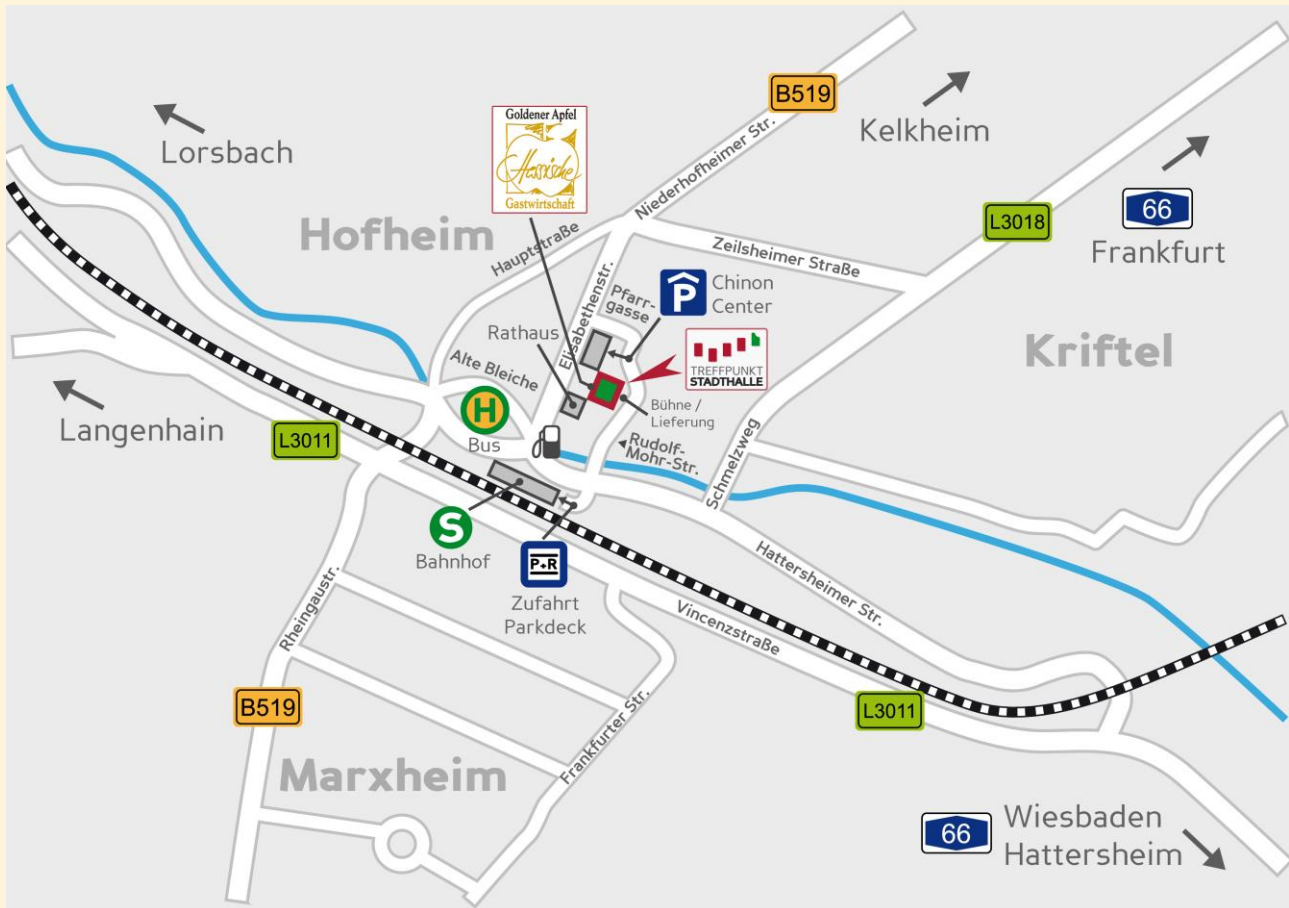 B519
Kelkheim
Goldener Apfel
Hessische
Gastwirtschaft
Lorsbach
Niederhofheimer Str.
66
Frankfurt
L3018
Hofheim
Hauptstraße
Zeilsheimer Straße
Elisabethenstr.
Pfarr-
gasse
P
Chinon
Center
Rathaus
TREFFPUNKT
STADTHALLE
Kriftel
Alte Bleiche
Langenhain
H
Bus
Bühne /
Lieferung
L3011
Rudolf-
Mohr-Str.
Schmelzweg
S
Bahnhof
P+R
Zufahrt
Parkdeck
Hattersheimer Str.
Rheingaustr.
Vincenzstraße
B519
Frankfurter Str.
L3011
Marxheim
66
Wiesbaden
Hattersheim